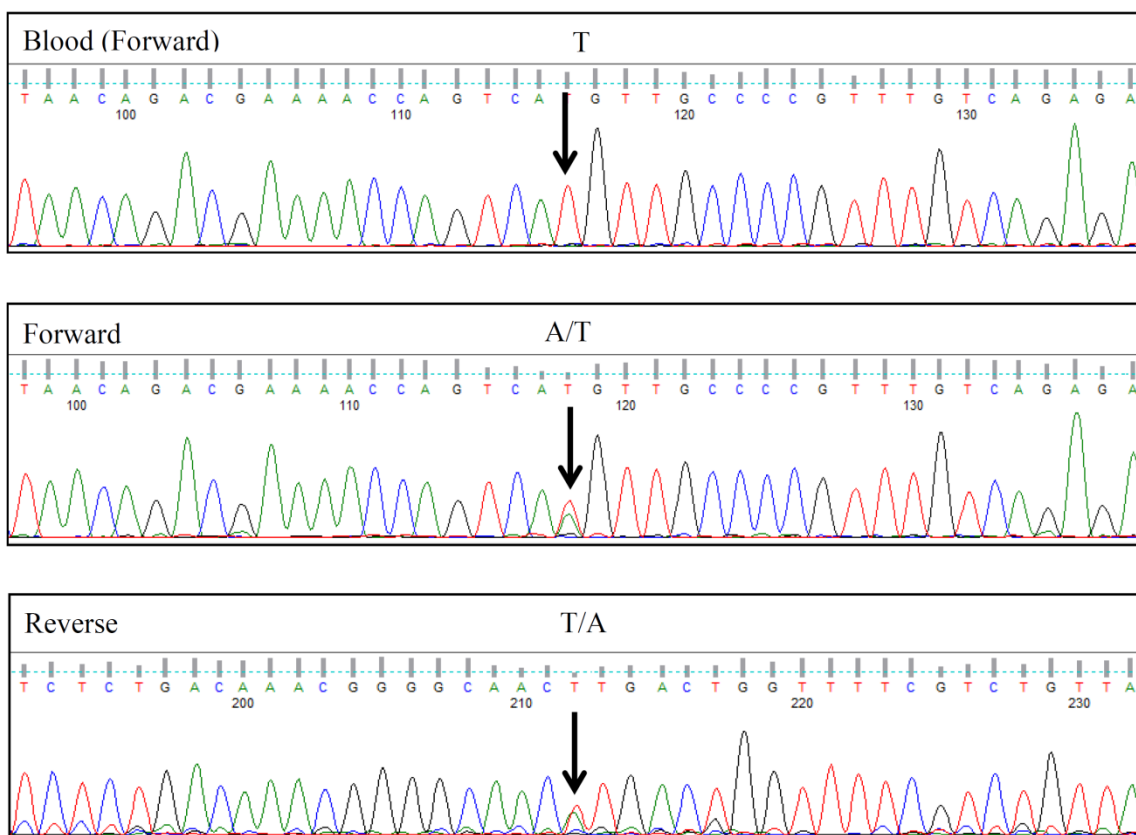 Blood (Forward) T
T A A C A G A C G A A A A C C A G T C A T G T T G C C C C G T T T G T C A G A G A
100 110 120 130
Forward A/T
T A A C A G A C G A A A A C C A G T C A T G T T G C C C C G T T T G T C A G A G A
100 110 120 130
Reverse T/A
T C T C T G A C A A A C G G G G C A A C T T G A C T G G T T T T C G T C T G T T A
200 210 220 230